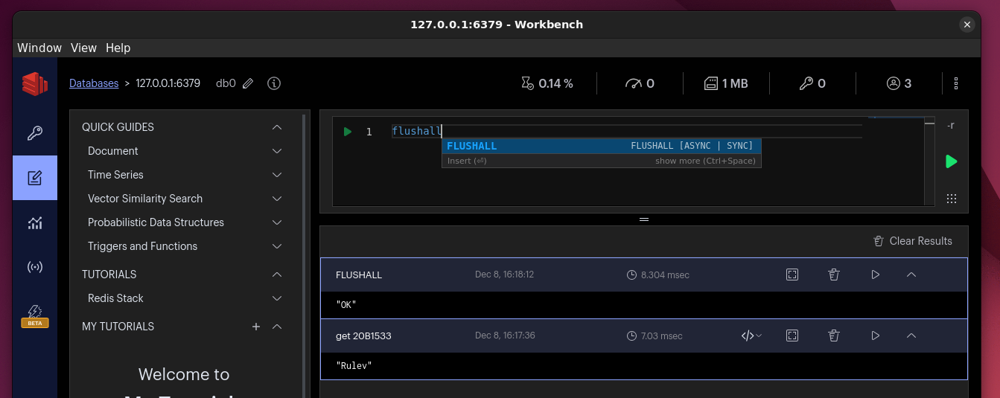 127.0.0.1:6379 - Workbench
Window View Help
Databases > 127.0.0.1:6379 db0 0.14 % 0 1 MB 0 3
QUICK GUIDES
Document
Time Series
Vector Similarity Search
Probabilistic Data Structures
Triggers and Functions
TUTORIALS
Redis Stack
MY TUTORIALS
Welcome to
BETA
1 flushall
-r
FLUSHALL FLUSHALL [ASYNC | SYNC]
Insert (⏎) show more (Ctrl+Space)
Clear Results
FLUSHALL Dec 8, 16:18:12 8.304 msec
"OK"
get 20B1533 Dec 8, 16:17:36 7.03 msec
"Rulev"